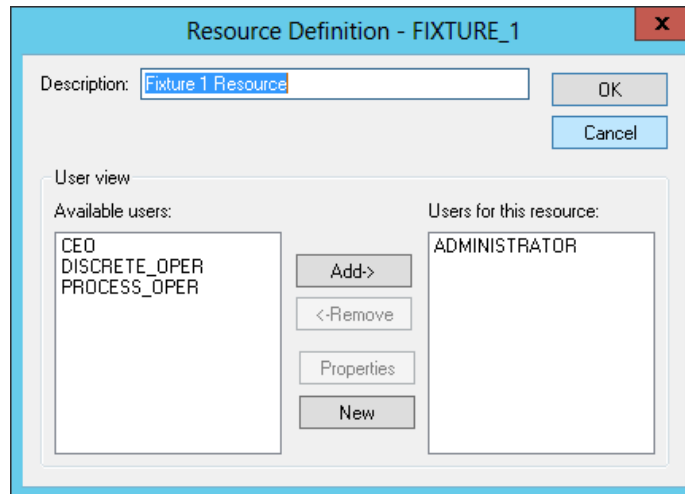 Resource Definition - FIXTURE_1
x
Description: Fixture 1 Resource
OK
Cancel
User view
Available users:
CEO
DISCRETE_OPER
PROCESS_OPER
Add->
<-Remove
Properties
New
Users for this resource:
ADMINISTRATOR